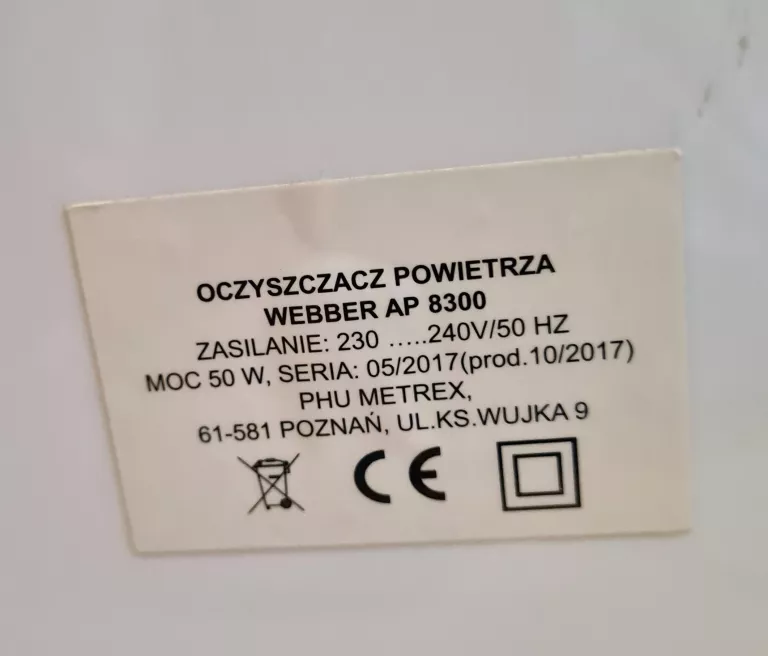 OCZYSZCZACZ POWIETRZA
WEBBER AP 8300
ZASILANIE: 230 .....240V/50 HZ
MOC 50 W, SERIA: 05/2017(prod.10/2017)
PHU METREX,
61-581 POZNAŃ, UL.KS.WUJKA 9
CE